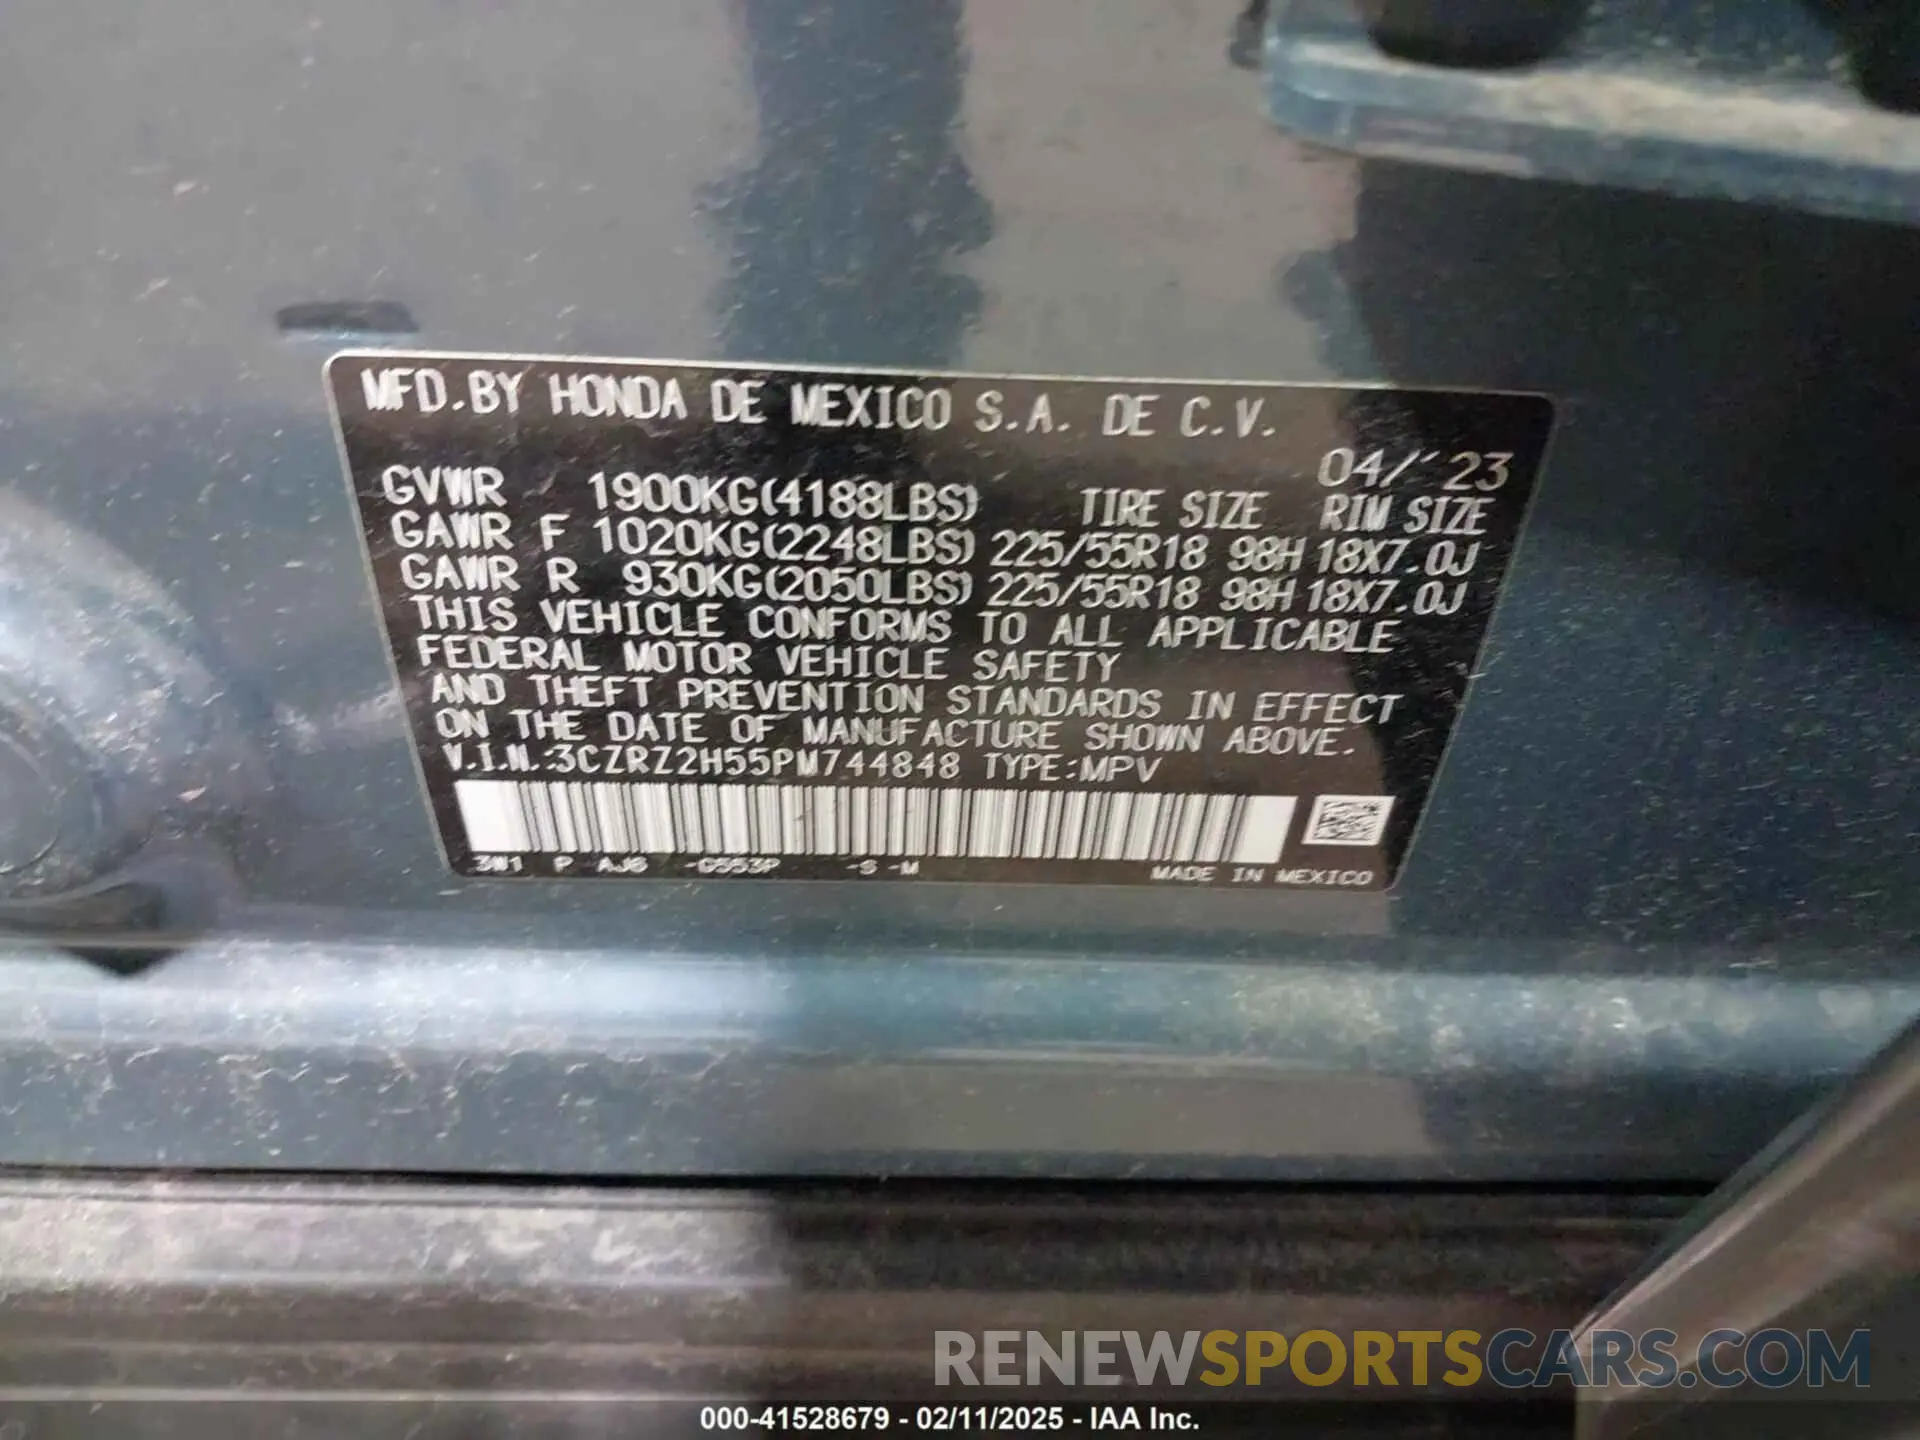 MFD.BY HONDA DE MEXICO S.A. DE C.V.
04/´23
GVWR 1900KG(4188LBS) TIRE SIZE RIM SIZE
GAWR F 1020KG(2248LBS) 225/55R18 98H 18X7.0J
GAWR R 930KG(2050LBS) 225/55R18 98H 18X7.0J
THIS VEHICLE CONFORMS TO ALL APPLICABLE
FEDERAL MOTOR VEHICLE SAFETY
AND THEFT PREVENTION STANDARDS IN EFFECT
ON THE DATE OF MANUFACTURE SHOWN ABOVE.
V.I.N.:3CZRZ2H55PM744848 TYPE:MPV
3W1 P AJ6 -G553P -S -M MADE IN MEXICO
RENEWSPORTSCARS.COM
000-41528679 - 02/11/2025 - IAA Inc.